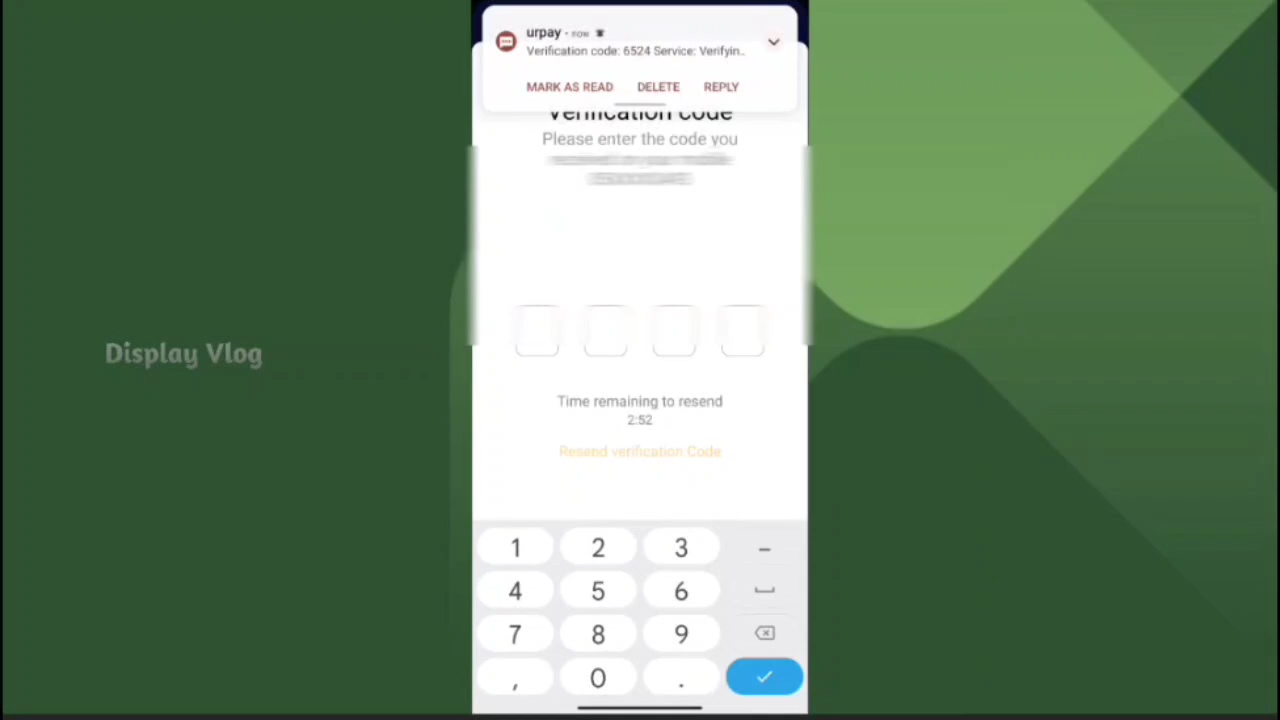 urpay • now
Verification code: 6524 Service: Verifyin..
MARK AS READ DELETE REPLY
Verification code
Please enter the code you
Display Vlog
Time remaining to resend
2:52
Resend verification Code
1 2 3 –
4 5 6
7 8 9
, 0 .